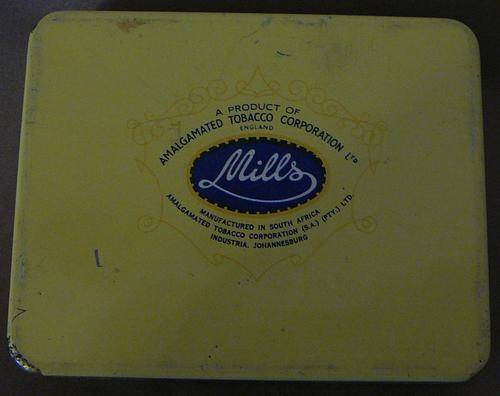 A PRODUCT OF
AMALGAMATED TOBACCO CORPORATION LTD
ENGLAND
Mills
MANUFACTURED IN SOUTH AFRICA
AMALGAMATED TOBACCO CORPORATION (S.A.) (PTY.) LTD.
INDUSTRIA, JOHANNESBURG